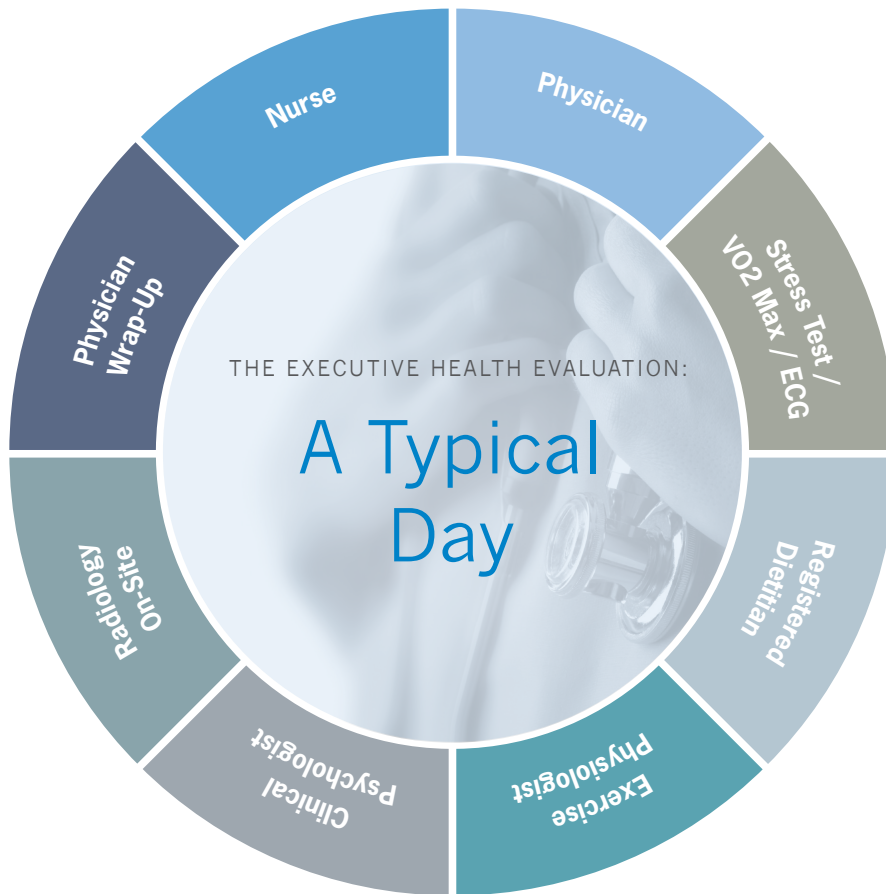 Nurse
Physician
Stress Test /
VO2 Max / ECG
Registered
Dietitian
Exercise
Physiologist
Clinical
Psychologist
Radiology
On-Site
Physician
Wrap-Up
THE EXECUTIVE HEALTH EVALUATION:
A Typical
Day